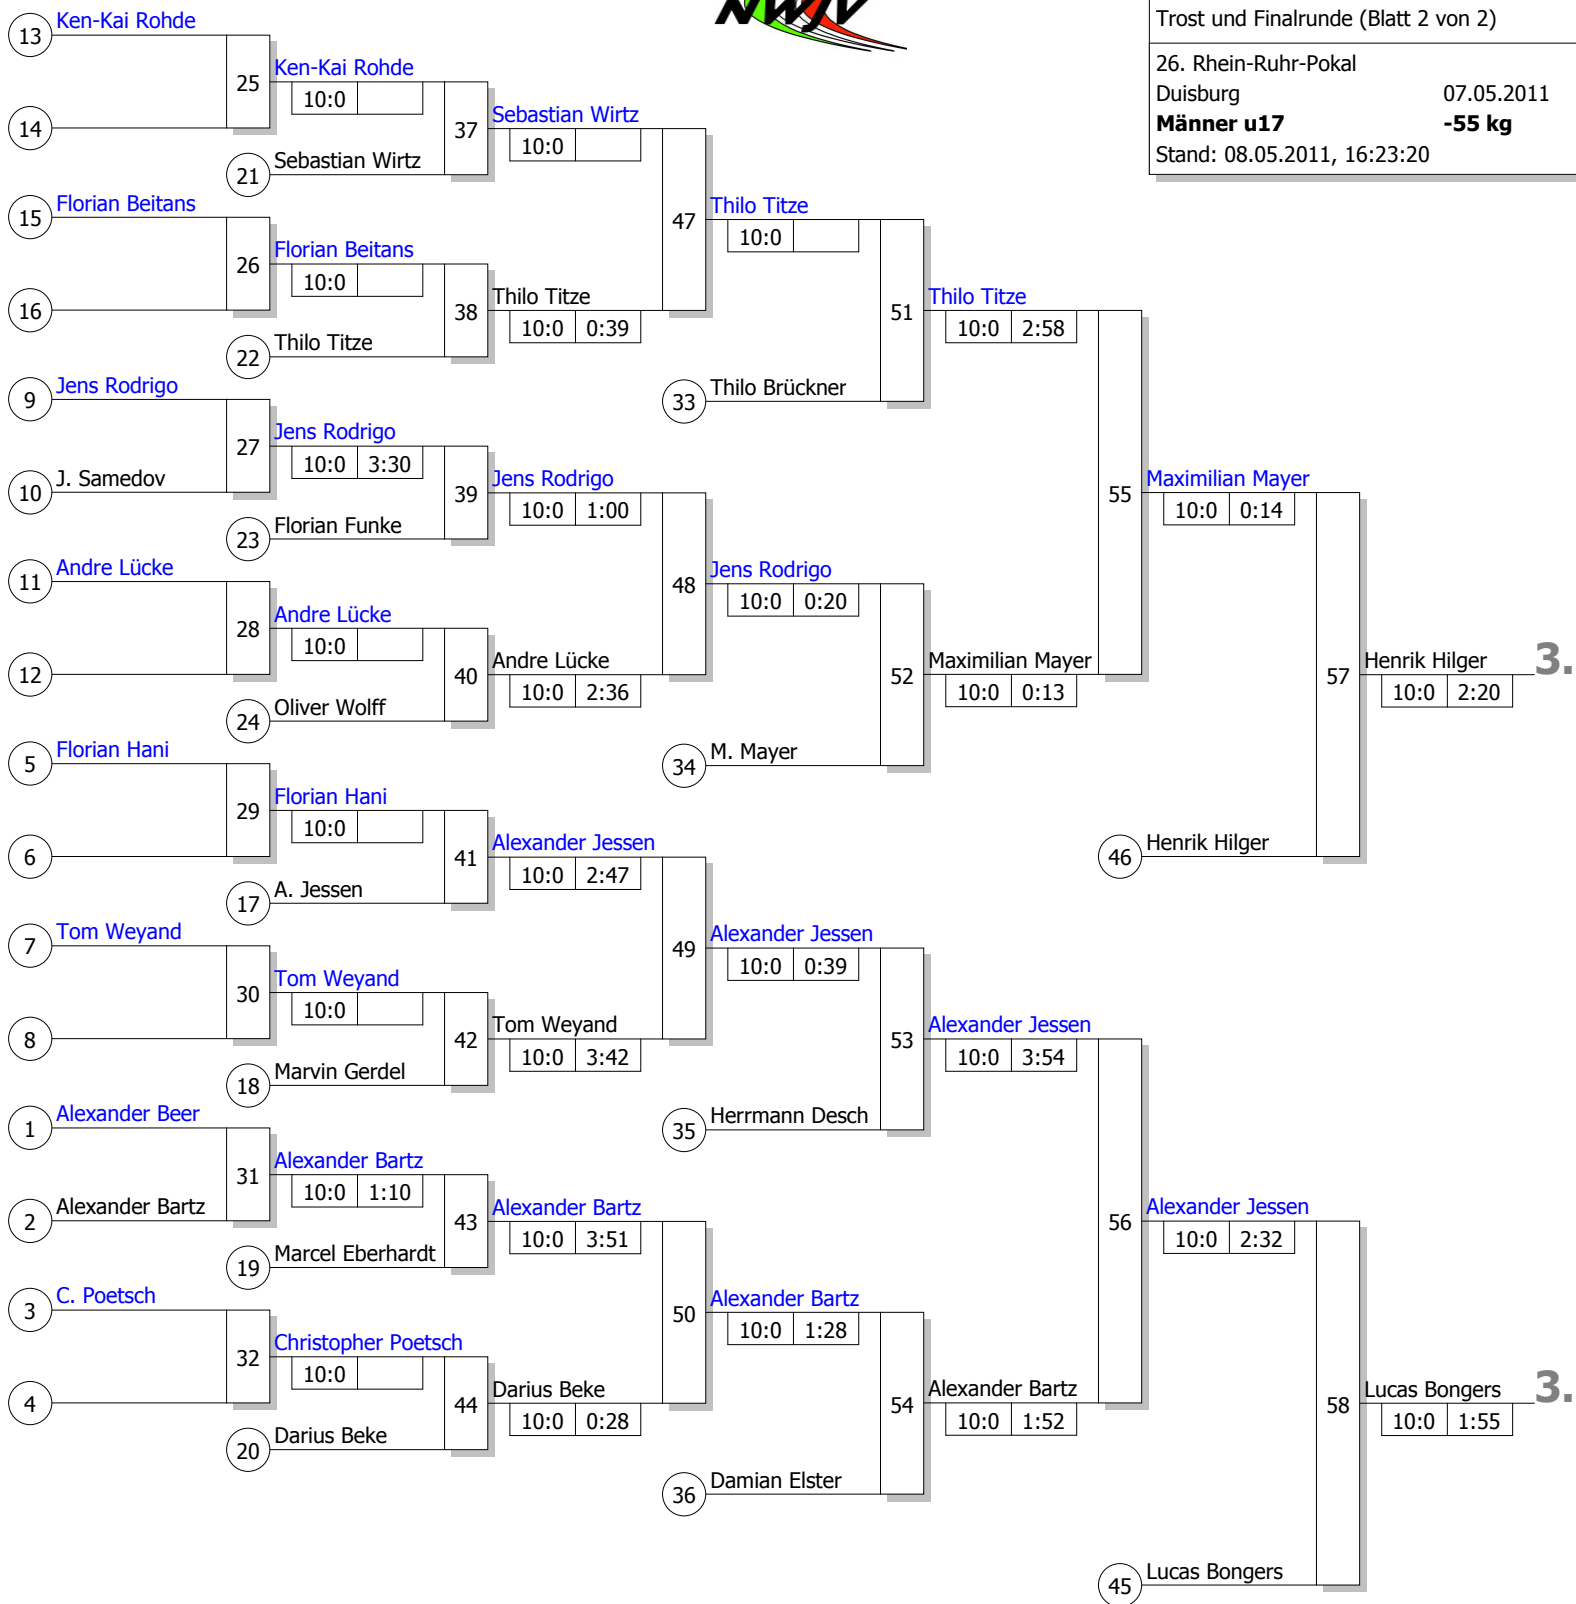 NWJV
Trost und Finalrunde (Blatt 2 von 2)
26. Rhein-Ruhr-Pokal
Duisburg 07.05.2011
Männer u17 -55 kg
Stand: 08.05.2011, 16:23:20
13 Ken-Kai Rohde
25 Ken-Kai Rohde
10:0
14
37 Sebastian Wirtz
10:0
21 Sebastian Wirtz
15 Florian Beitans
47 Thilo Titze
10:0
26 Florian Beitans
10:0
16
38 Thilo Titze
10:0 0:39
22 Thilo Titze
51 Thilo Titze
10:0 2:58
33 Thilo Brückner
9 Jens Rodrigo
27 Jens Rodrigo
10:0 3:30
10 J. Samedov
39 Jens Rodrigo
10:0 1:00
23 Florian Funke
55 Maximilian Mayer
10:0 0:14
11 Andre Lücke
48 Jens Rodrigo
10:0 0:20
28 Andre Lücke
10:0
12
40 Andre Lücke
10:0 2:36
24 Oliver Wolff
52 Maximilian Mayer
10:0 0:13
34 M. Mayer
57 Henrik Hilger 3.
10:0 2:20
5 Florian Hani
29 Florian Hani
10:0
6
41 Alexander Jessen
10:0 2:47
17 A. Jessen
46 Henrik Hilger
7 Tom Weyand
49 Alexander Jessen
10:0 0:39
30 Tom Weyand
10:0
8
42 Tom Weyand
10:0 3:42
18 Marvin Gerdel
53 Alexander Jessen
10:0 3:54
35 Herrmann Desch
1 Alexander Beer
31 Alexander Bartz
10:0 1:10
2 Alexander Bartz
43 Alexander Bartz
10:0 3:51
19 Marcel Eberhardt
56 Alexander Jessen
10:0 2:32
3 C. Poetsch
50 Alexander Bartz
10:0 1:28
32 Christopher Poetsch
10:0
4
44 Darius Beke
10:0 0:28
20 Darius Beke
54 Alexander Bartz
10:0 1:52
36 Damian Elster
58 Lucas Bongers 3.
10:0 1:55
45 Lucas Bongers